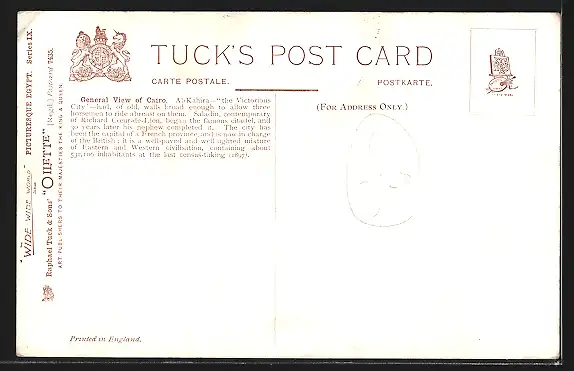 TUCK'S POST CARD
CARTE POSTALE.
POSTKARTE.
(FOR ADDRESS ONLY.)
General View of Cairo. Al-Kahira—"the Victorious
City"—had, of old, walls broad enough to allow three
horsemen to ride abreast on them. Saladin, contemporary
of Richard Coeur-de-Lion, began the famous citadel, and
30 years later his nephew completed it. The city has
been the capital of a French province, and is now in charge
of the British: it is a well-paved and well lighted mixture
of Eastern and Western civilisation, containing about
inhabitants at the last census-taking (1897).
Printed in England.
"WIDE WIDE WORLD" PICTURESQUE EGYPT. Series IX.
Raphael Tuck & Sons' "OILETTE" [Regd.] Postcard 7435.
ART PUBLISHERS TO THEIR MAJESTIES THE KING & QUEEN.